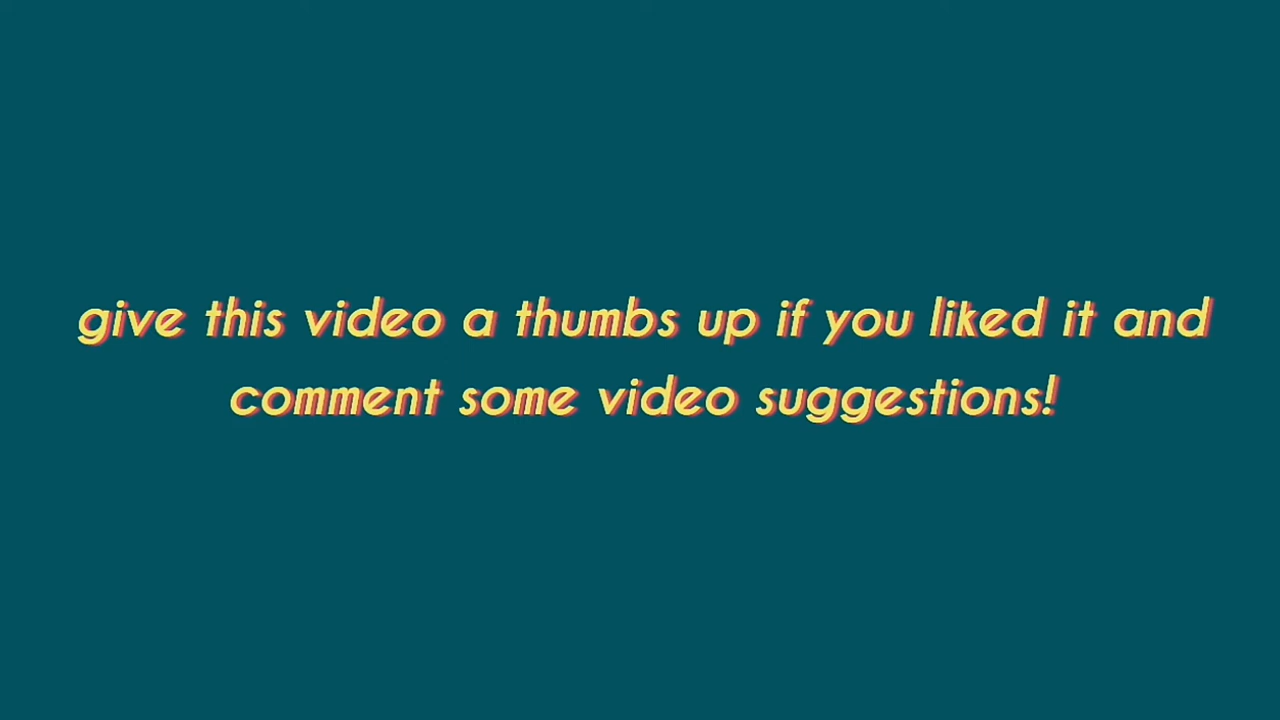 give this video a thumbs up if you liked it and
comment some video suggestions!